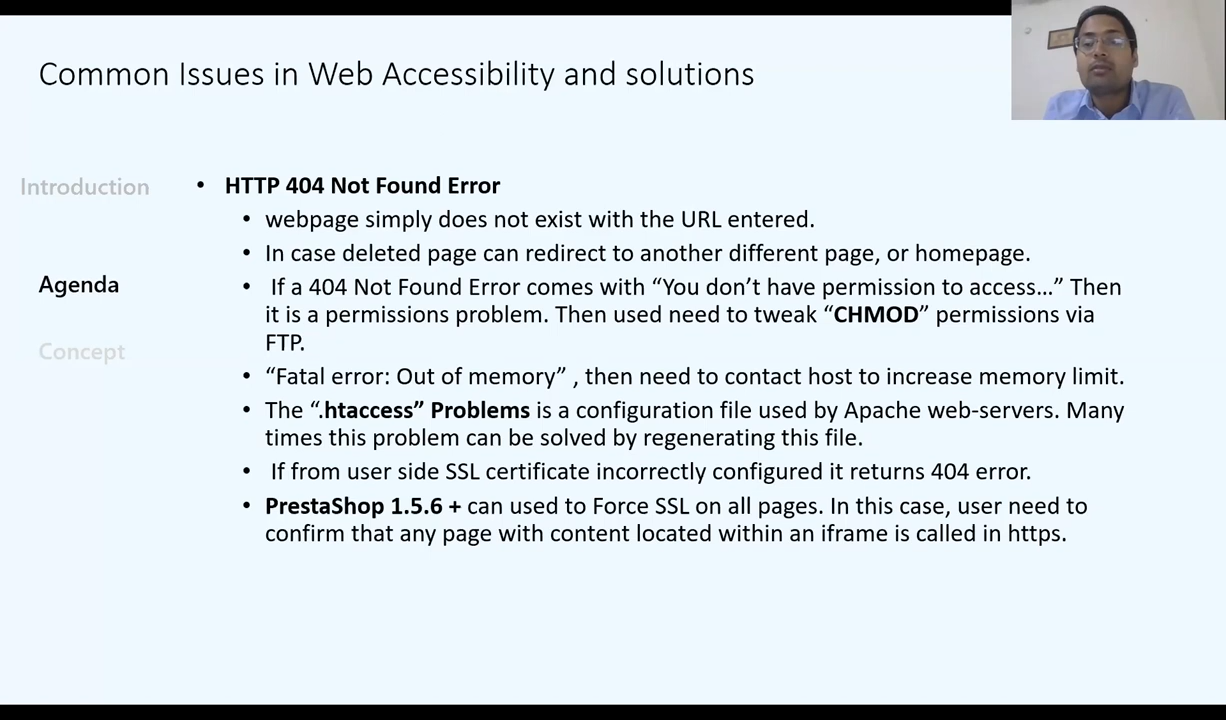 Common Issues in Web Accessibility and solutions
Introduction
Agenda
Concept
• HTTP 404 Not Found Error
• webpage simply does not exist with the URL entered.
• In case deleted page can redirect to another different page, or homepage.
• If a 404 Not Found Error comes with “You don’t have permission to access…” Then
it is a permissions problem. Then used need to tweak “CHMOD” permissions via
FTP.
• “Fatal error: Out of memory” , then need to contact host to increase memory limit.
• The “.htaccess” Problems is a configuration file used by Apache web-servers. Many
times this problem can be solved by regenerating this file.
• If from user side SSL certificate incorrectly configured it returns 404 error.
• PrestaShop 1.5.6 + can used to Force SSL on all pages. In this case, user need to
confirm that any page with content located within an iframe is called in https.